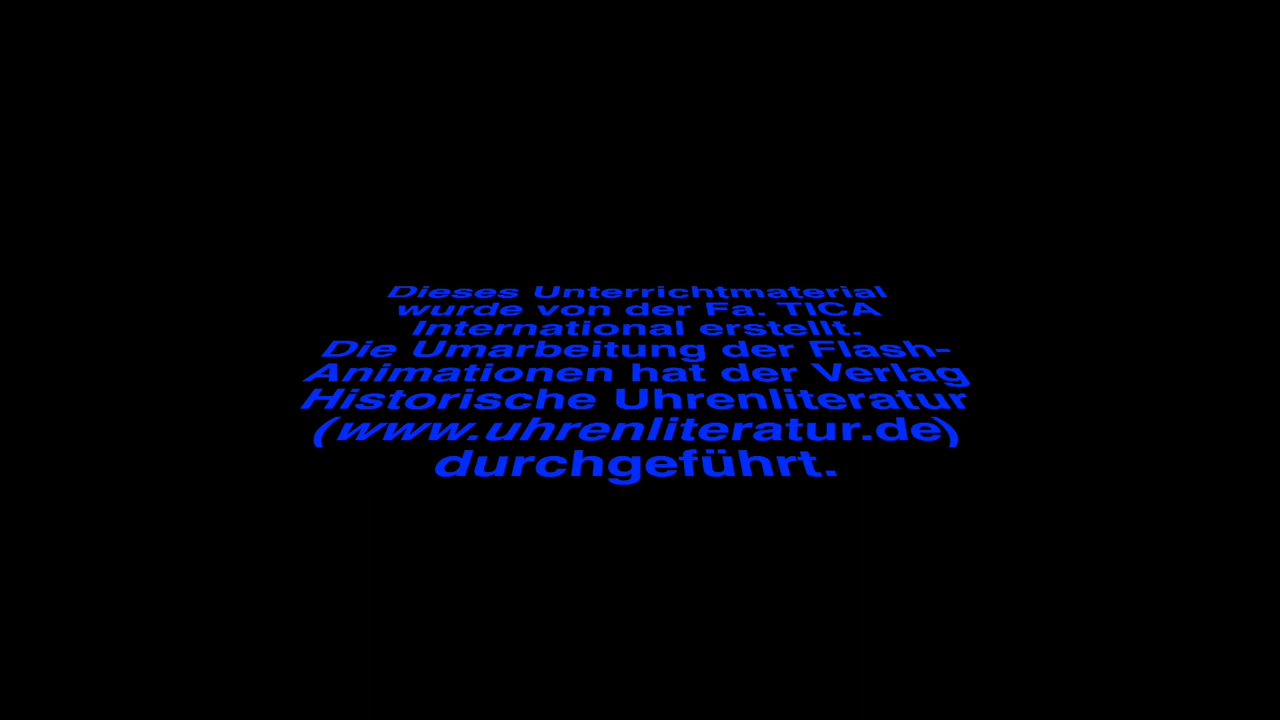 Dieses Unterrichtmaterial
wurde von der Fa. TICA
International erstellt.
Die Umarbeitung der Flash-
Animationen hat der Verlag
Historische Uhrenliteratur
(www.uhrenliteratur.de)
durchgeführt.